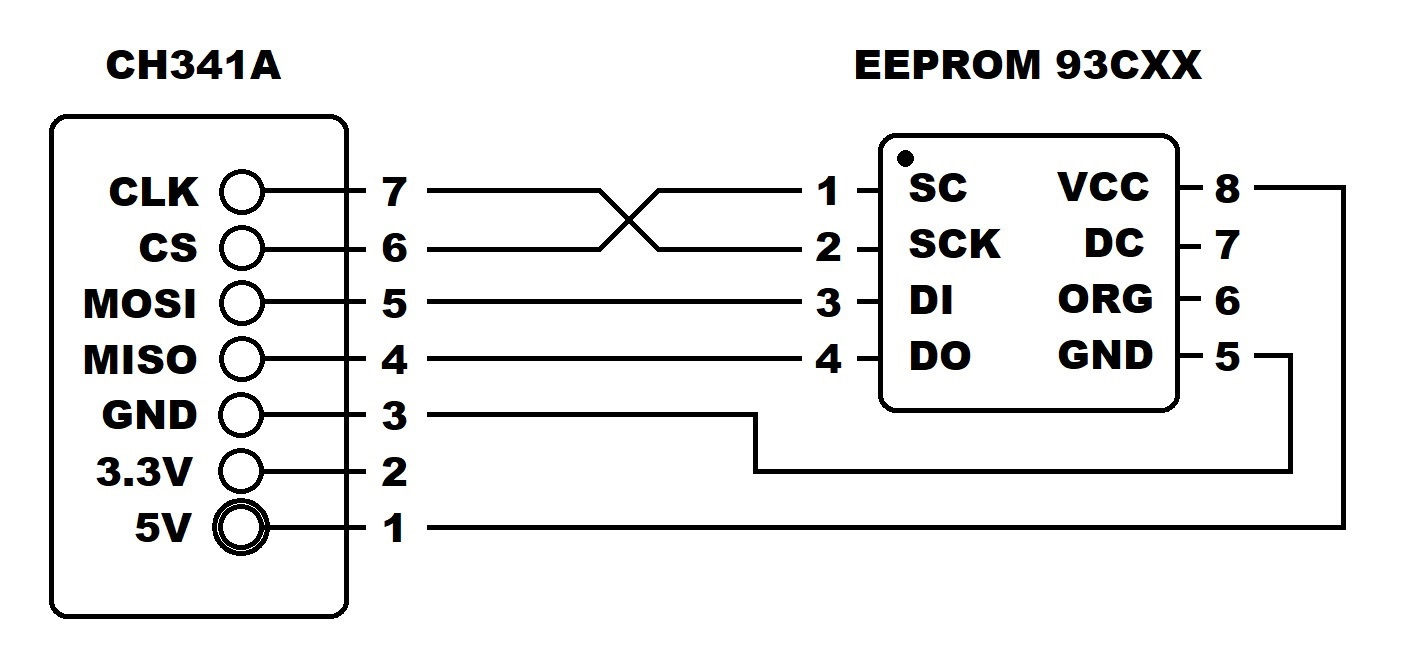 CH341A
EEPROM 93CXX
CLK 7
CS 6
MOSI 5
MISO 4
GND 3
3.3V 2
5V 1
1 SC VCC 8
2 SCK DC 7
3 DI ORG 6
4 DO GND 5